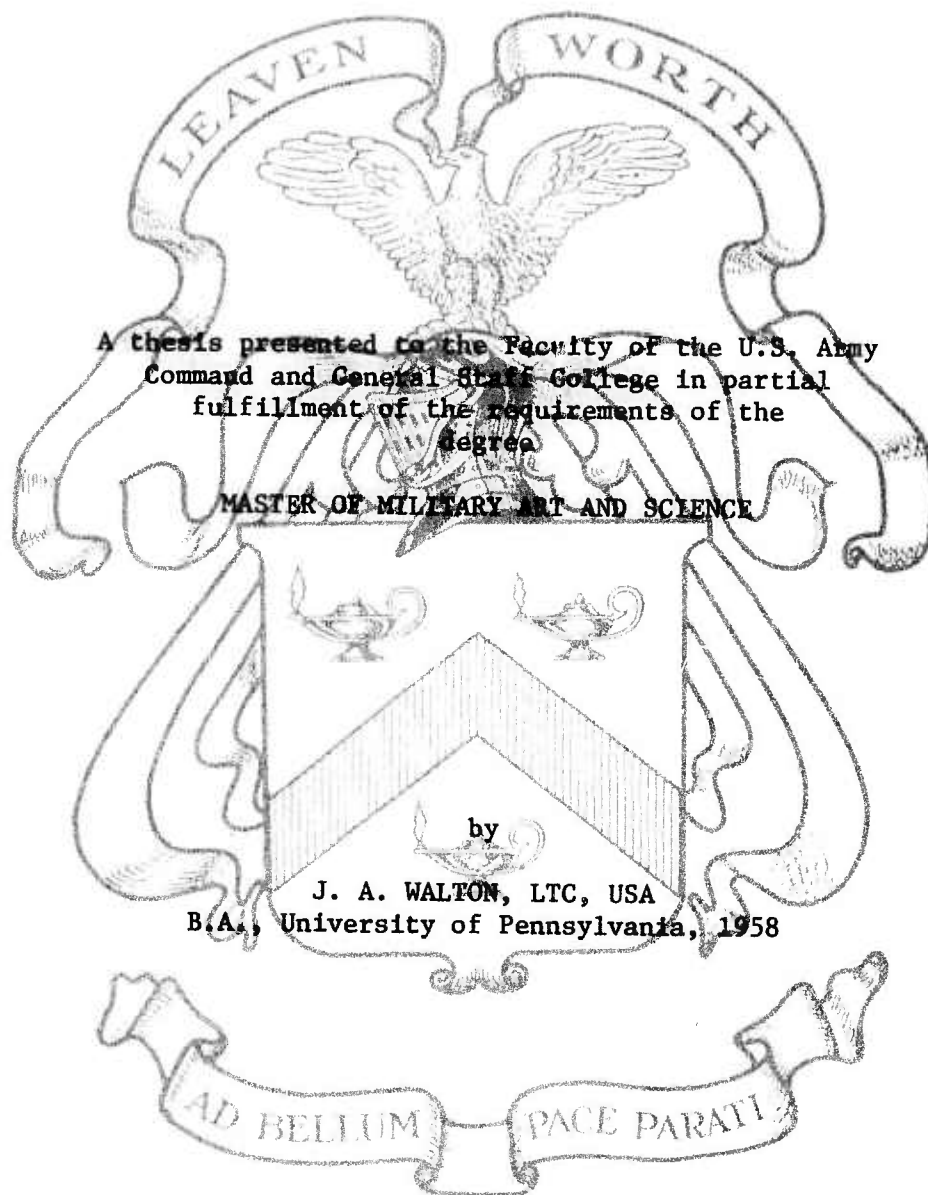 LEAVEN WORTH
A thesis presented to the Faculty of the U.S. Army
Command and General Staff College in partial
fulfillment of the requirements of the
degree
MASTER OF MILITARY ART AND SCIENCE
by
J. A. WALTON, LTC, USA
B.A., University of Pennsylvania, 1958
AD BELLUM PACE PARATI